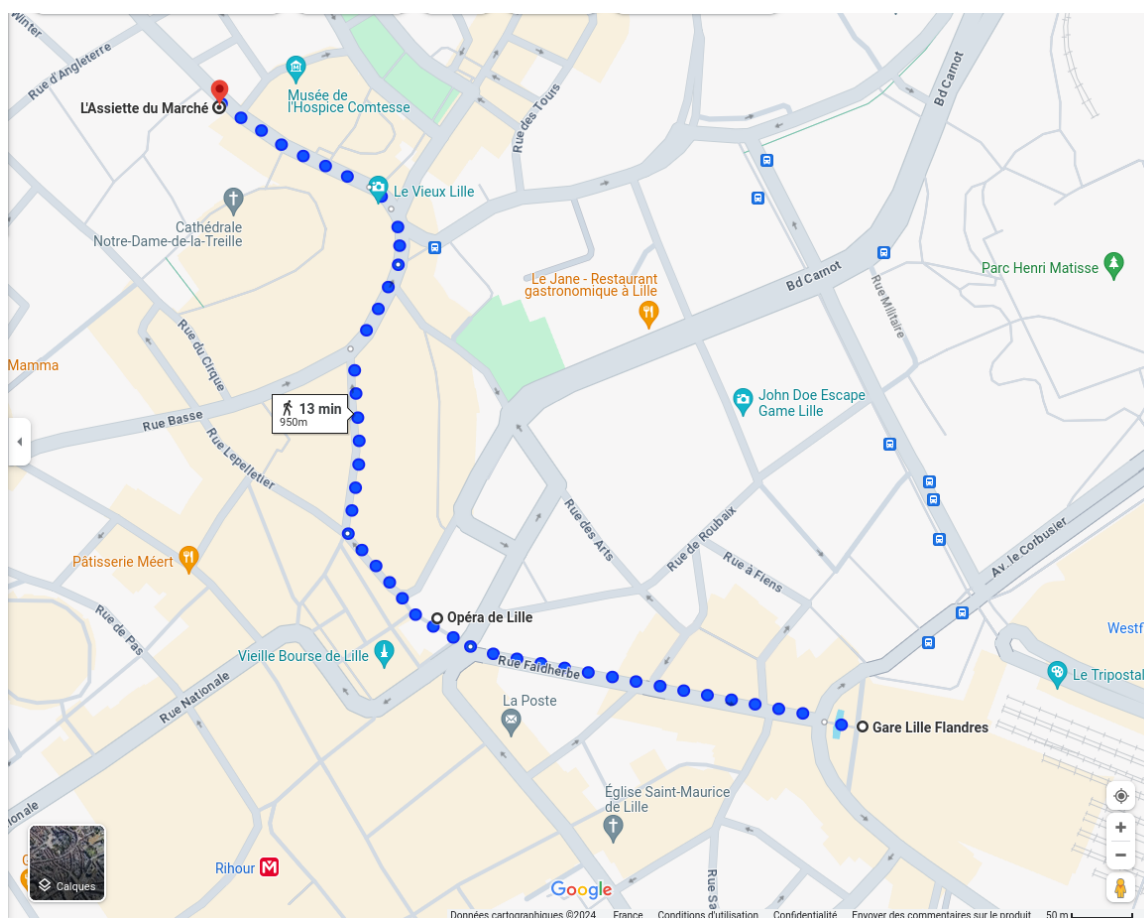 Winter
Rue d'Angleterre
L'Assiette du Marché
Musée de
l'Hospice Comtesse
Rue des Tours
Bd Carnot
Le Vieux Lille
Cathédrale
Notre-Dame-de-la-Treille
Le Jane - Restaurant
gastronomique à Lille
Bd Carnot
Parc Henri Matisse
Rue Militaire
Rue du Cirque
Mamma
John Doe Escape
Game Lille
13 min
950m
Rue Basse
Rue Lepelletier
Rue des Arts
Rue de Roubaix
Rue à Fiens
Av. le Corbusier
Pâtisserie Méert
Rue de Pas
Opéra de Lille
Westf
Vieille Bourse de Lille
Rue Faidherbe
Le Tripostal
Rue Nationale
La Poste
Gare Lille Flandres
Église Saint-Maurice
de Lille
ionale
Rihour
M
Calques
Google
Rue Sa
Données cartographiques ©2024 France Conditions d'utilisation Confidentialité Envoyer des commentaires sur le produit 50 m